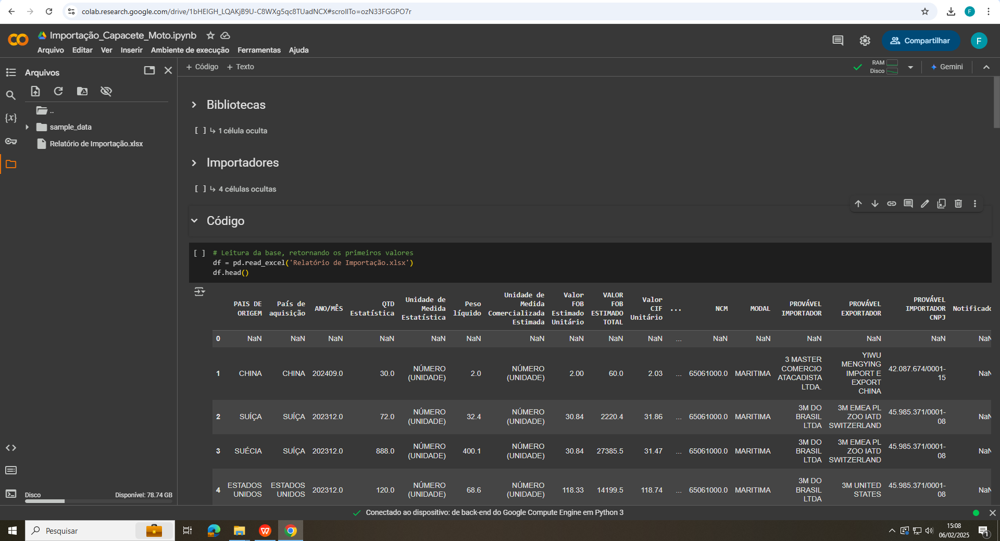 colab.research.google.com/drive/1bHEIGH_LQAKjB9U-C8WXg5qc8TUadNCX#scrollTo=ozN33FGGPO7r
F
Importação_Capacete_Moto.ipynb
Arquivo Editar Ver Inserir Ambiente de execução Ferramentas Ajuda
Compartilhar
F
Arquivos
+ Código + Texto
RAM
Disco
Gemini
..
sample_data
Relatório de Importação.xlsx
{x}
Bibliotecas
[ ] ↳ 1 célula oculta
Importadores
[ ] ↳ 4 células ocultas
Código
[ ] # Leitura da base, retornando os primeiros valores
df = pd.read_excel('Relatório de Importação.xlsx')
df.head()
PAIS DE ORIGEM País de aquisição ANO/MÊS QTD Estatística Unidade de Medida Estatística Peso líquido Unidade de Medida Comercializada Estimada Valor FOB Estimado Unitário VALOR FOB ESTIMADO TOTAL Valor CIF Unitário ... NCM MODAL PROVÁVEL IMPORTADOR PROVÁVEL EXPORTADOR PROVÁVEL IMPORTADOR CNPJ Notificado
0 NaN NaN NaN NaN NaN NaN NaN NaN NaN NaN ... NaN NaN NaN NaN NaN NaN
1 CHINA CHINA 202409.0 30.0 NÚMERO (UNIDADE) 2.0 NÚMERO (UNIDADE) 2.00 60.0 2.03 ... 65061000.0 MARITIMA 3 MASTER COMERCIO ATACADISTA LTDA. YIWU MENGYING IMPORT E EXPORT CHINA 42.087.674/0001-15 NaN
2 SUÍÇA SUÍÇA 202312.0 72.0 NÚMERO (UNIDADE) 32.4 NÚMERO (UNIDADE) 30.84 2220.4 31.86 ... 65061000.0 MARITIMA 3M DO BRASIL LTDA 3M EMEA PL ZOO IATD SWITZERLAND 45.985.371/0001-08 NaN
3 SUÉCIA SUÍÇA 202312.0 888.0 NÚMERO (UNIDADE) 400.1 NÚMERO (UNIDADE) 30.84 27385.5 31.47 ... 65061000.0 MARITIMA 3M DO BRASIL LTDA 3M EMEA PL ZOO IATD SWITZERLAND 45.985.371/0001-08 NaN
4 ESTADOS UNIDOS ESTADOS UNIDOS 202312.0 120.0 NÚMERO (UNIDADE) 68.6 NÚMERO (UNIDADE) 118.33 14199.5 118.74 ... 65061000.0 MARITIMA 3M DO BRASIL LTDA 3M UNITED STATES 45.985.371/0001-08 NaN
Disco Disponível: 78.74 GB
Conectado ao dispositivo: de back-end do Google Compute Engine em Python 3
Pesquisar
15:08
06/02/2025
1